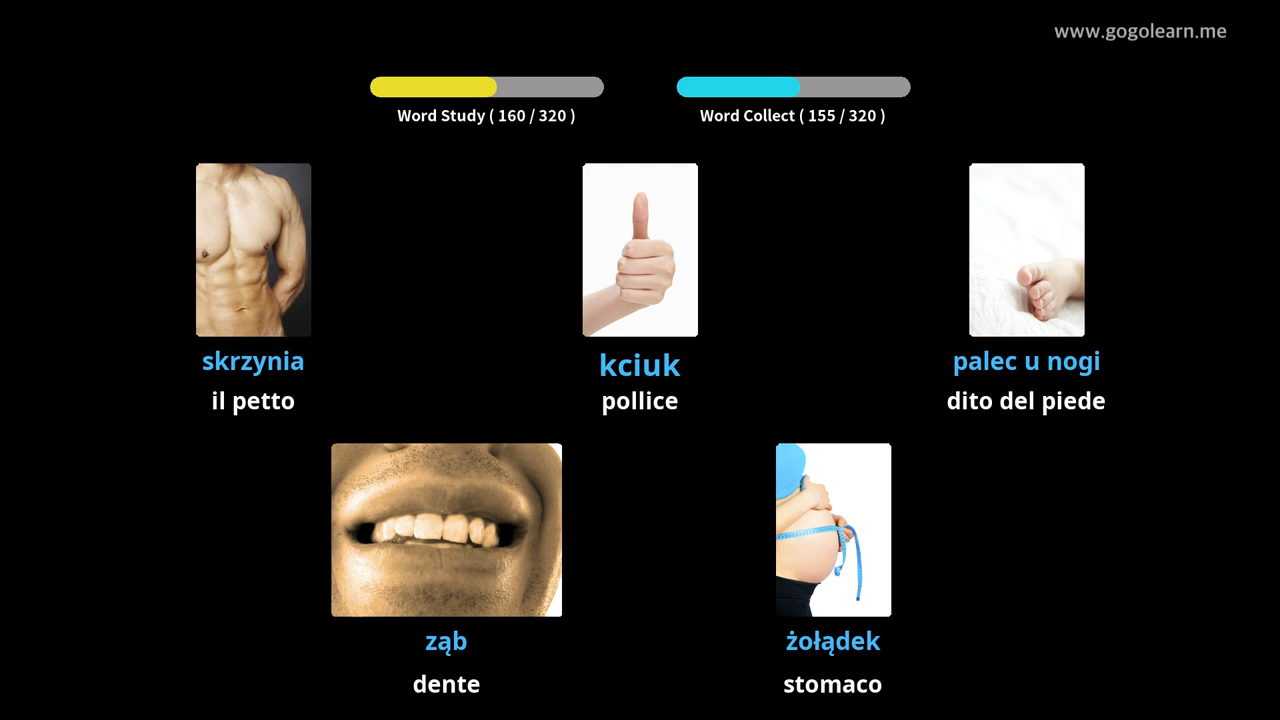 www.gogolearn.me
Word Study ( 160 / 320 )
Word Collect ( 155 / 320 )
skrzynia
il petto
kciuk
pollice
palec u nogi
dito del piede
ząb
dente
żołądek
stomaco